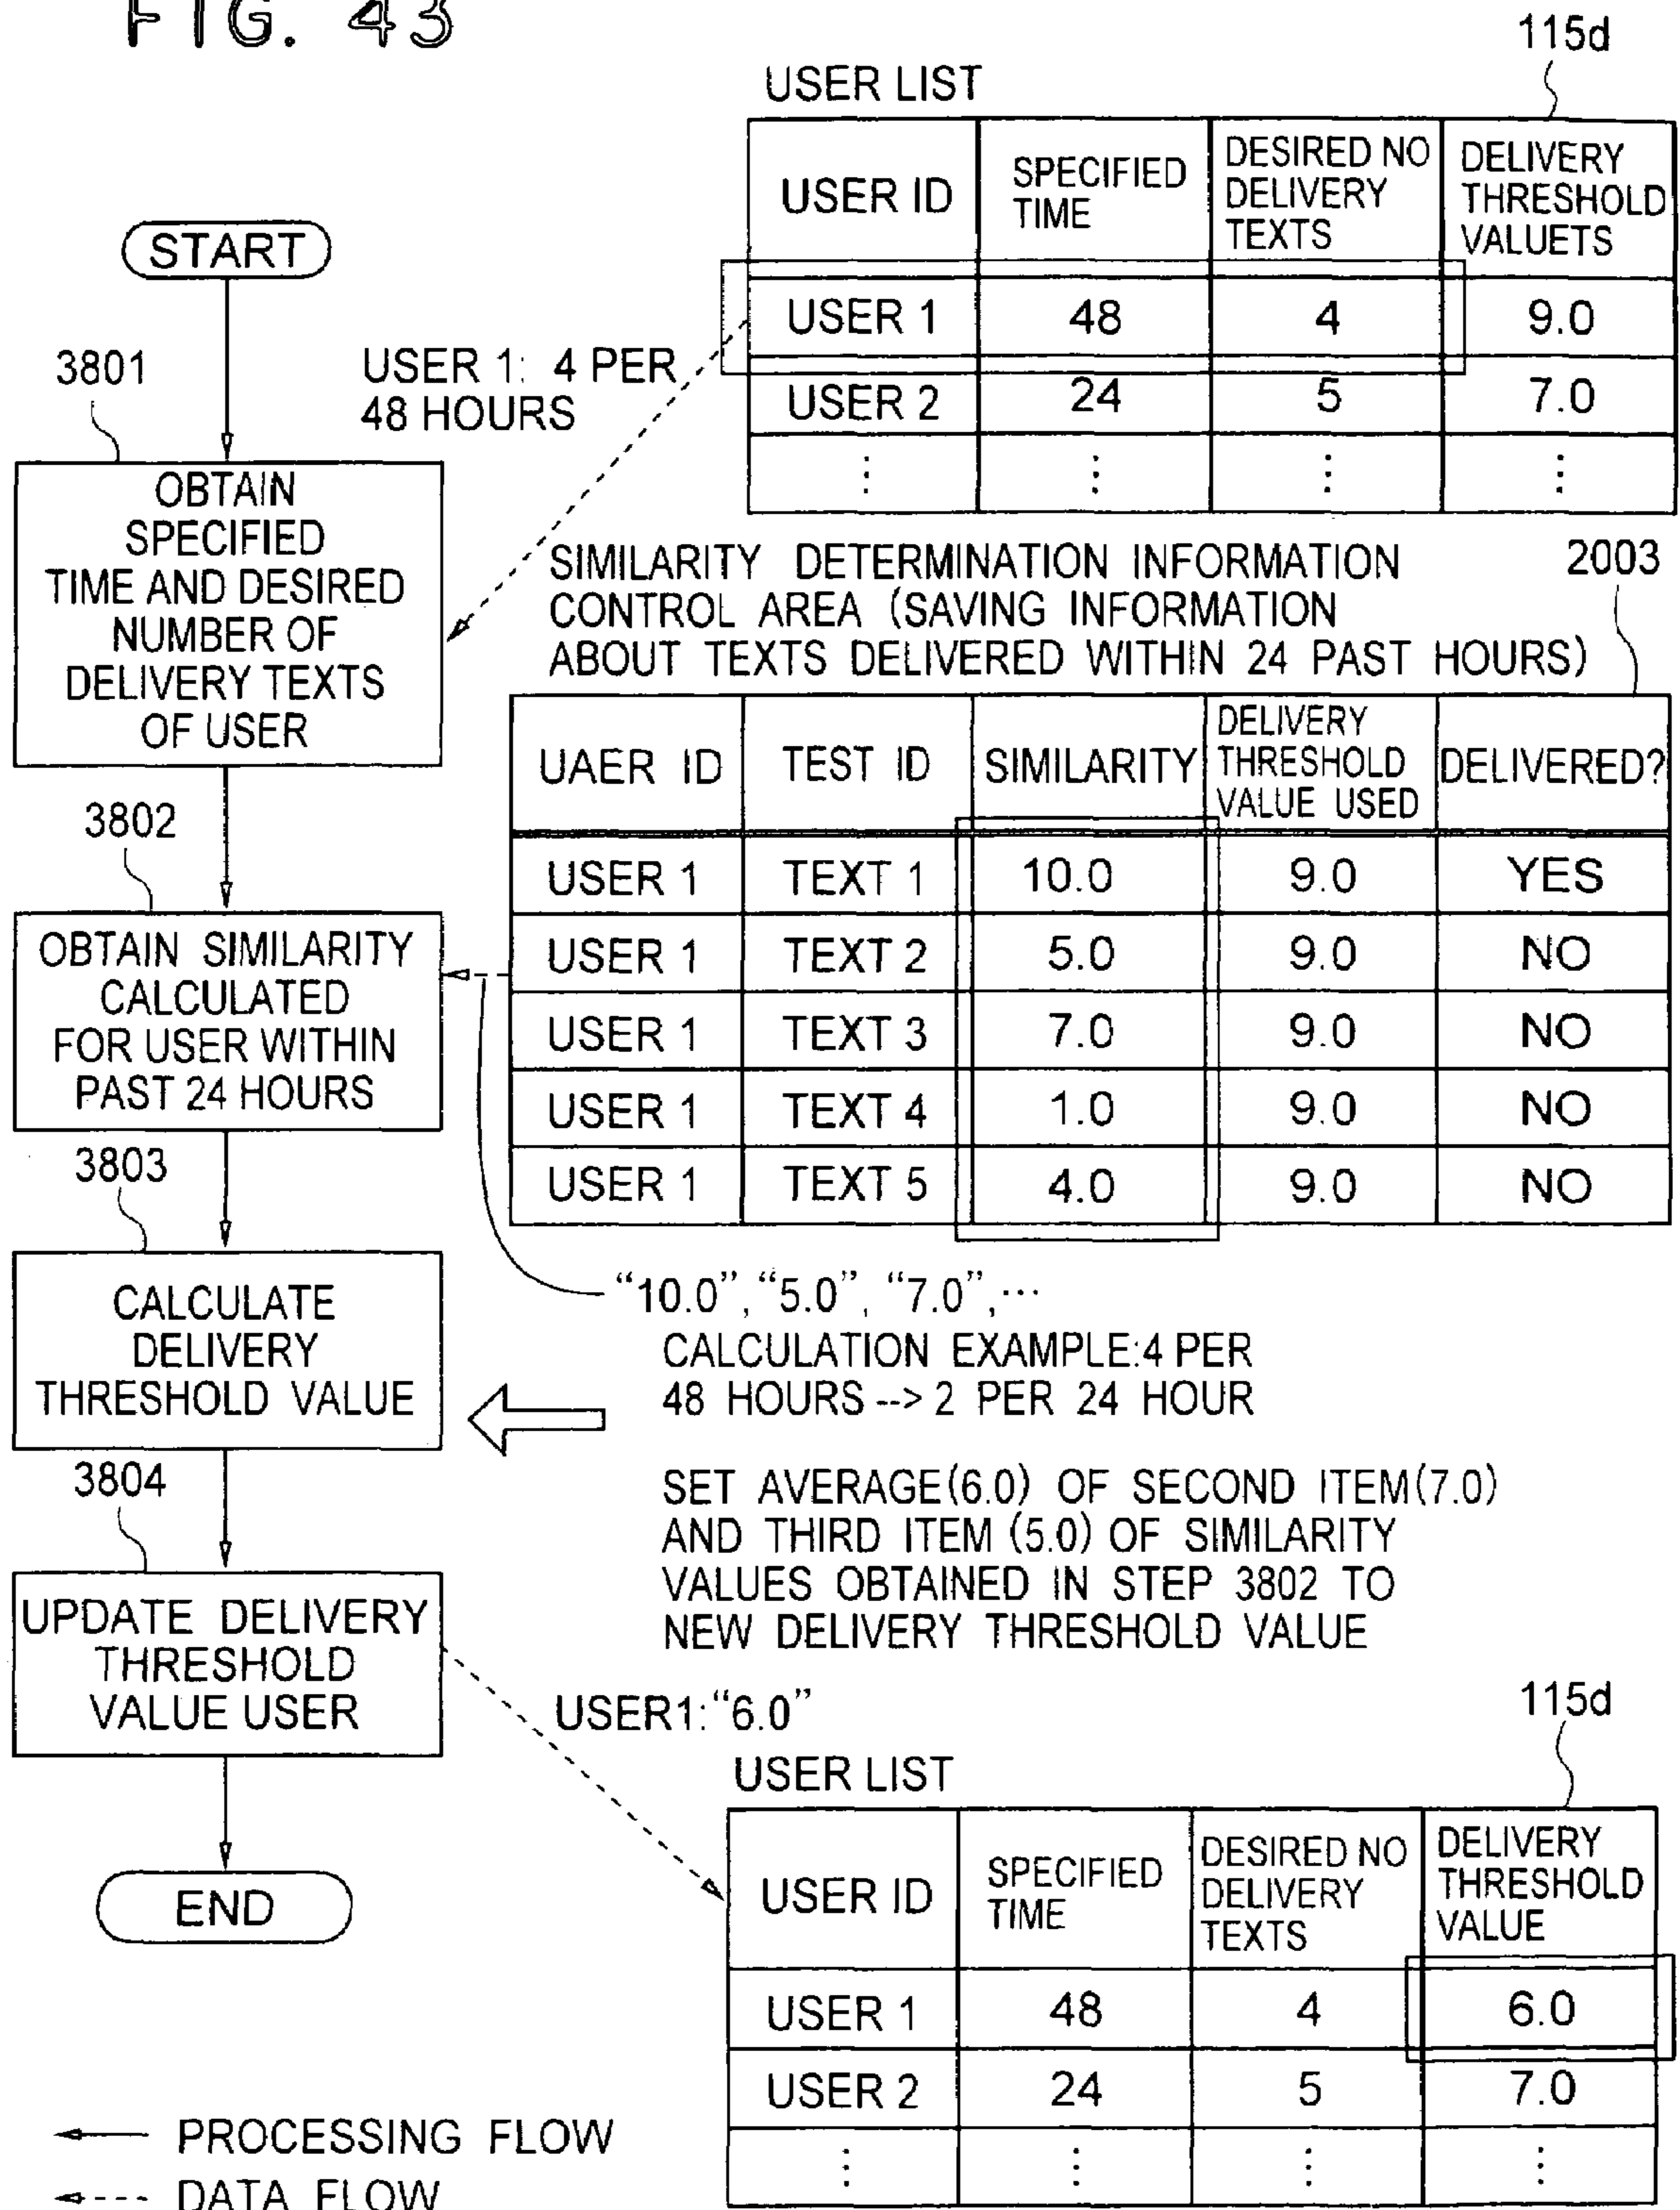 FIG. 43
115d
USER LIST
USER ID
SPECIFIED
TIME
DESIRED NO
DELIVERY
TEXTS
DELIVERY
THRESHOLD
VALUETS
USER 1 48 4 9.0
USER 2 24 5 7.0
⋮ ⋮ ⋮ ⋮
START
3801
USER 1: 4 PER
48 HOURS
OBTAIN
SPECIFIED
TIME AND DESIRED
NUMBER OF
DELIVERY TEXTS
OF USER
SIMILARITY DETERMINATION INFORMATION
CONTROL AREA (SAVING INFORMATION
ABOUT TEXTS DELIVERED WITHIN 24 PAST HOURS)
2003
UAER ID
TEST ID
SIMILARITY
DELIVERY
THRESHOLD
VALUE USED
DELIVERED?
USER 1 TEXT 1 10.0 9.0 YES
USER 1 TEXT 2 5.0 9.0 NO
USER 1 TEXT 3 7.0 9.0 NO
USER 1 TEXT 4 1.0 9.0 NO
USER 1 TEXT 5 4.0 9.0 NO
3802
OBTAIN SIMILARITY
CALCULATED
FOR USER WITHIN
PAST 24 HOURS
3803
CALCULATE
DELIVERY
THRESHOLD VALUE
“10.0”, “5.0”, “7.0”,⋯
CALCULATION EXAMPLE:4 PER
48 HOURS --> 2 PER 24 HOUR
SET AVERAGE(6.0) OF SECOND ITEM(7.0)
AND THIRD ITEM (5.0) OF SIMILARITY
VALUES OBTAINED IN STEP 3802 TO
NEW DELIVERY THRESHOLD VALUE
3804
UPDATE DELIVERY
THRESHOLD
VALUE USER
USER1:“6.0”
END
115d
USER LIST
USER ID
SPECIFIED
TIME
DESIRED NO
DELIVERY
TEXTS
DELIVERY
THRESHOLD
VALUE
USER 1 48 4 6.0
USER 2 24 5 7.0
⋮ ⋮ ⋮ ⋮
PROCESSING FLOW
DATA FLOW